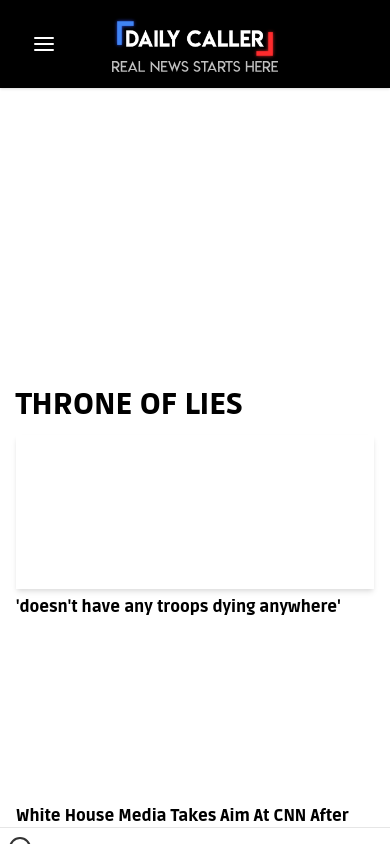 DAILY CALLER
REAL NEWS STARTS HERE
THRONE OF LIES
'doesn't have any troops dying anywhere'
White House Media Takes Aim At CNN After